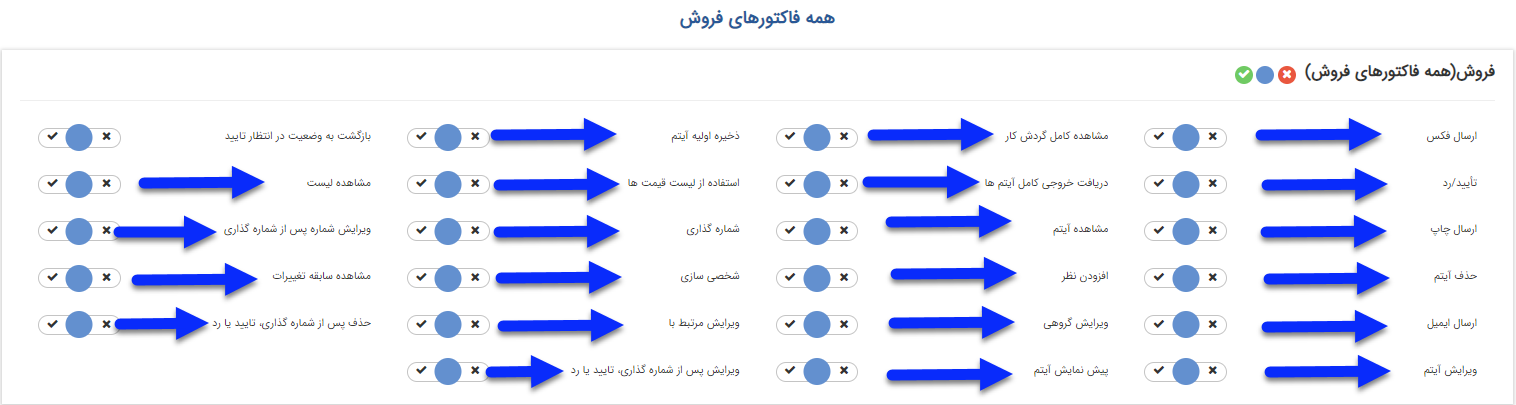 همه فاکتورهای فروش
فروش(همه فاکتورهای فروش)
ارسال فکس
مشاهده کامل گردش کار
ذخیره اولیه آیتم
بازگشت به وضعیت در انتظار تایید
تأیید/رد
دریافت خروجی کامل آیتم ها
استفاده از لیست قیمت ها
مشاهده لیست
ارسال چاپ
مشاهده آیتم
شماره گذاری
ویرایش شماره پس از شماره گذاری
حذف آیتم
افزودن نظر
شخصی سازی
مشاهده سابقه تغییرات
ارسال ایمیل
ویرایش گروهی
ویرایش مرتبط با
حذف پس از شماره گذاری، تایید یا رد
ویرایش آیتم
پیش نمایش آیتم
ویرایش پس از شماره گذاری، تایید یا رد